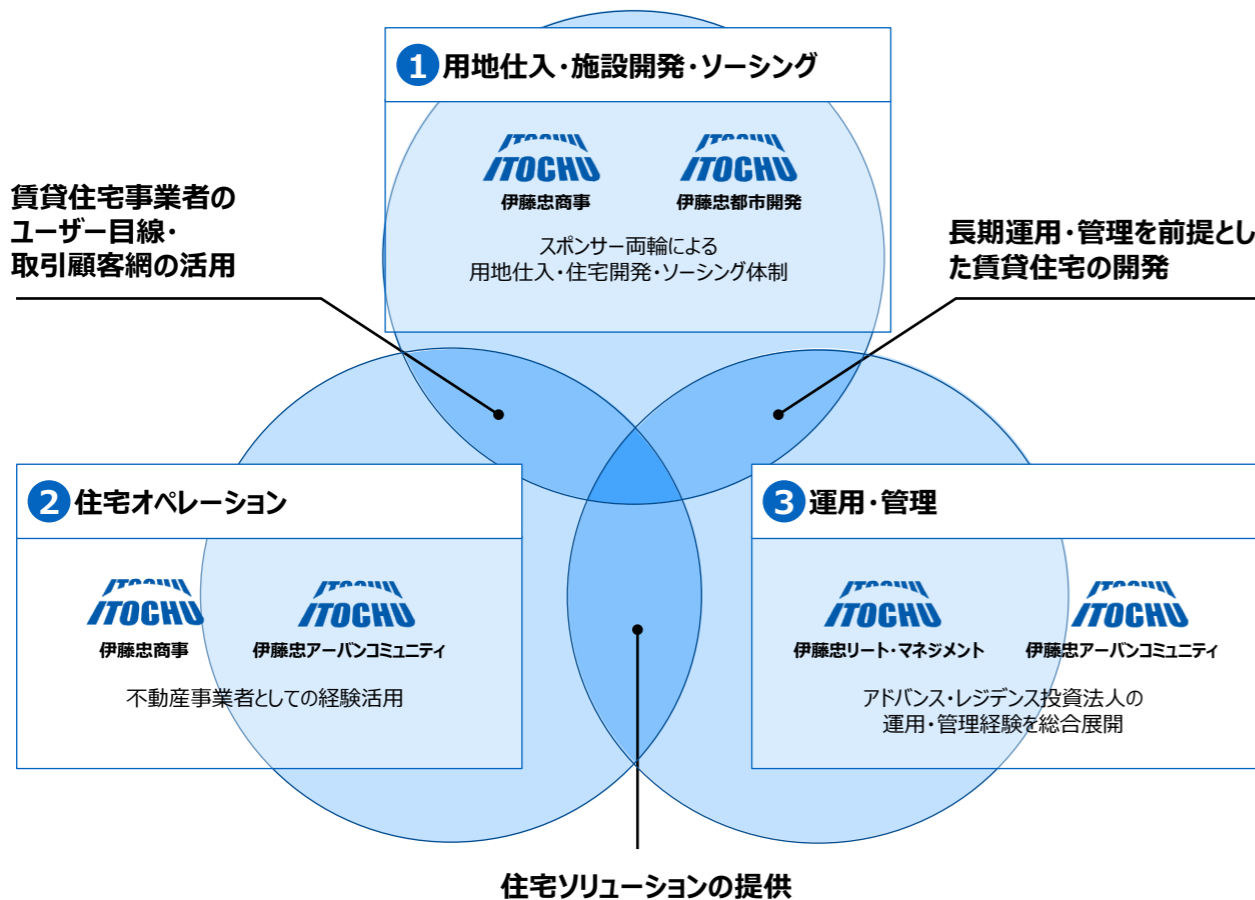 1 用地仕入・施設開発・ソーシング
ITOCHU
ITOCHU
伊藤忠商事
ITOCHU
ITOCHU
伊藤忠都市開発
スポンサー両輪による
用地仕入・住宅開発・ソーシング体制
賃貸住宅事業者の
ユーザー目線・
取引顧客網の活用
長期運用・管理を前提とし
た賃貸住宅の開発
2 住宅オペレーション
ITOCHU
ITOCHU
伊藤忠商事
ITOCHU
ITOCHU
伊藤忠アーバンコミュニティ
不動産事業者としての経験活用
3 運用・管理
ITOCHU
ITOCHU
伊藤忠リート・マネジメント
ITOCHU
ITOCHU
伊藤忠アーバンコミュニティ
アドバンス・レジデンス投資法人の
運用・管理経験を総合展開
住宅ソリューションの提供